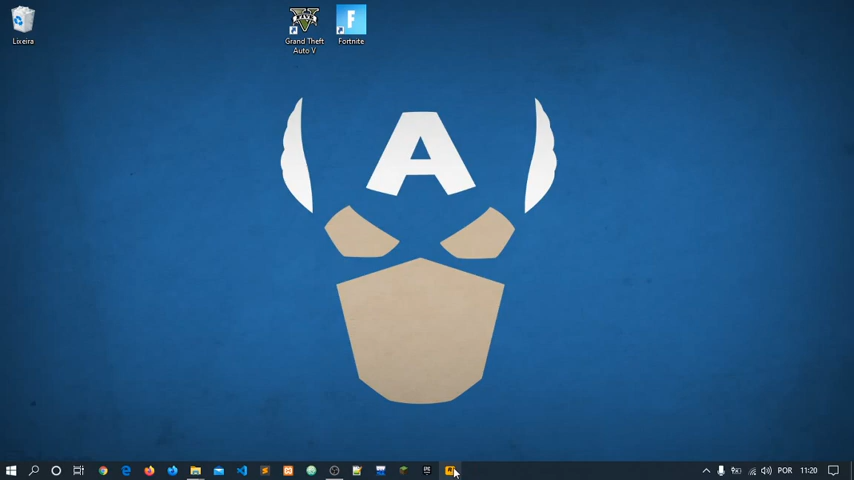 Lixeira
Grand Theft
Auto V
Fortnite
A
POR
11:20